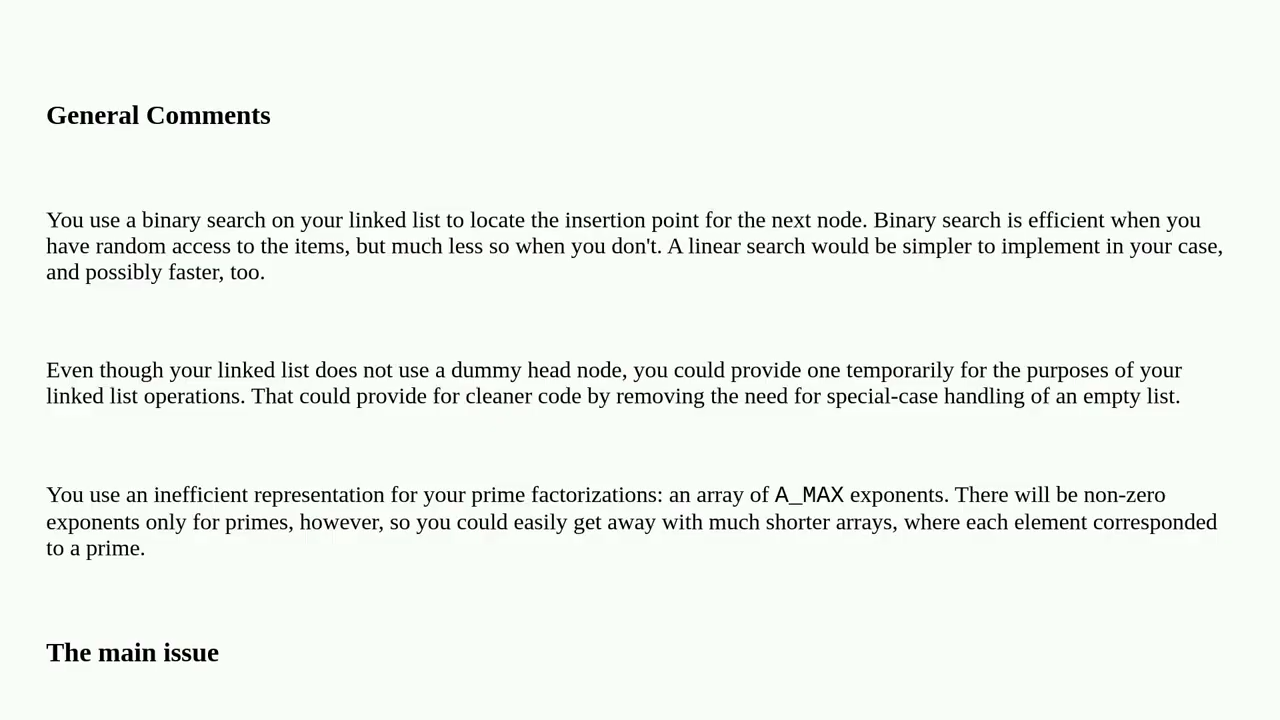 General Comments
You use a binary search on your linked list to locate the insertion point for the next node. Binary search is efficient when you
have random access to the items, but much less so when you don't. A linear search would be simpler to implement in your case,
and possibly faster, too.
Even though your linked list does not use a dummy head node, you could provide one temporarily for the purposes of your
linked list operations. That could provide for cleaner code by removing the need for special-case handling of an empty list.
You use an inefficient representation for your prime factorizations: an array of A_MAX exponents. There will be non-zero
exponents only for primes, however, so you could easily get away with much shorter arrays, where each element corresponded
to a prime.
The main issue